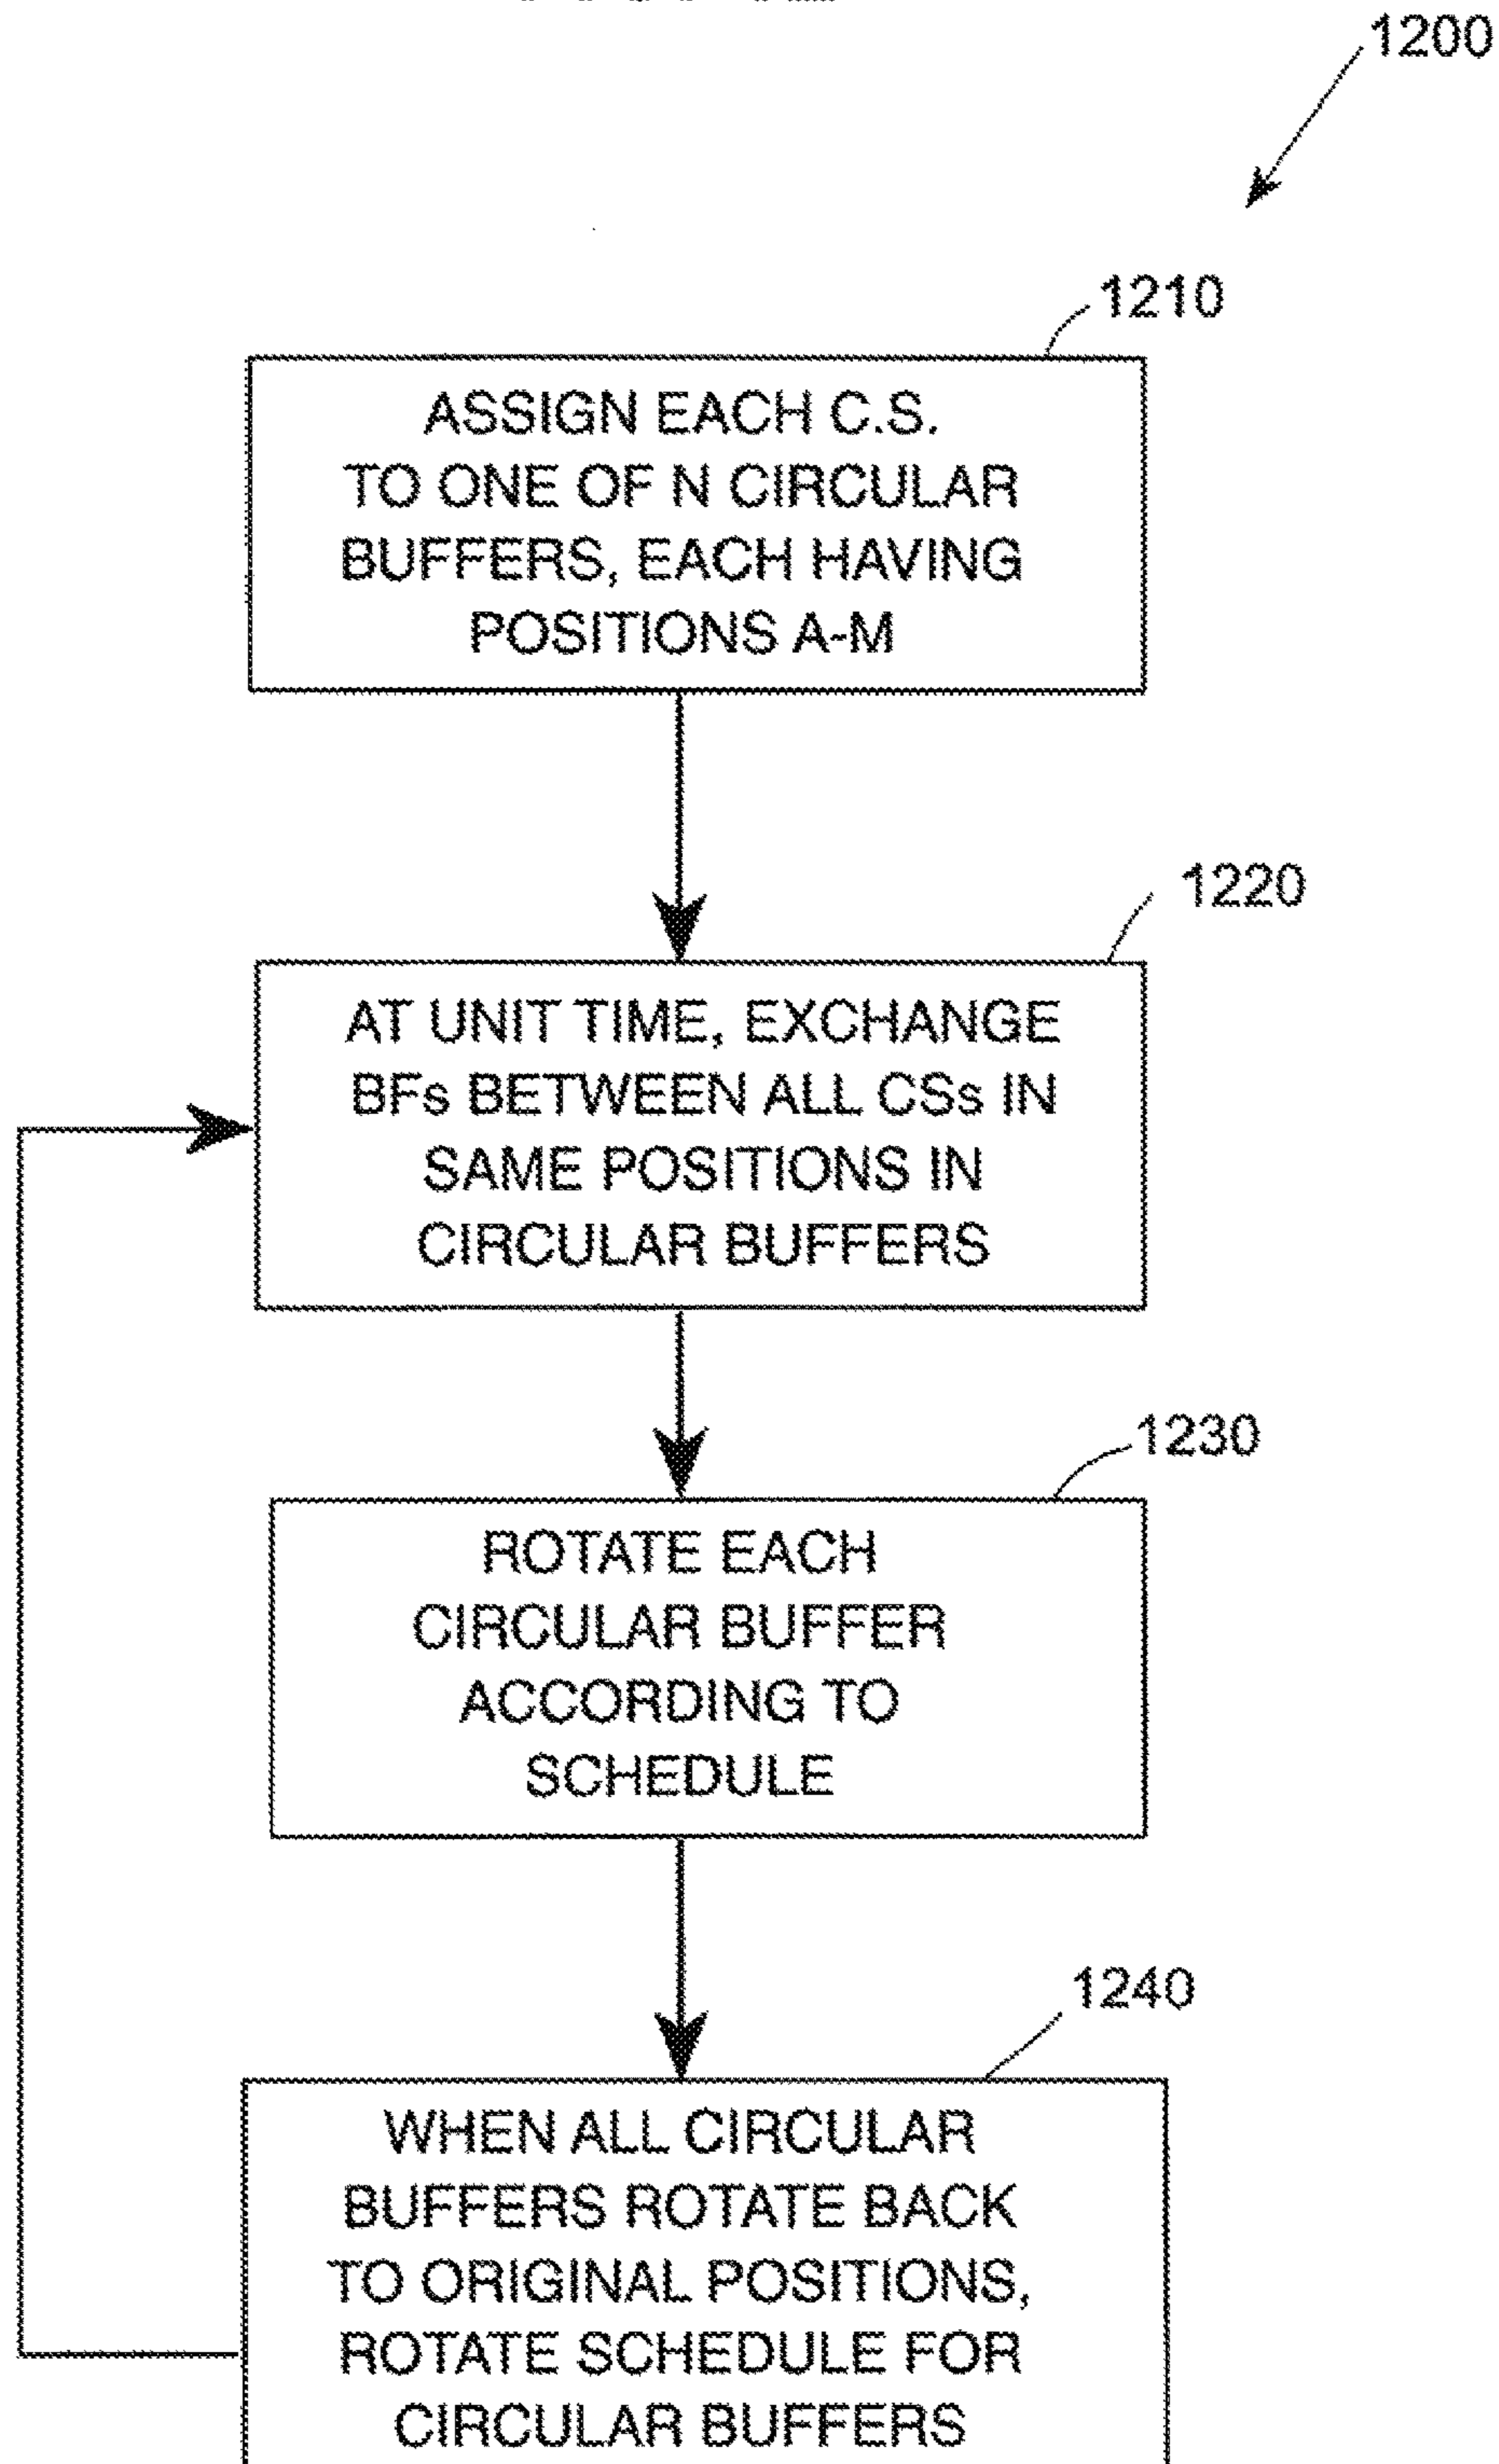 1200
1210
ASSIGN EACH C.S.
TO ONE OF N CIRCULAR
BUFFERS, EACH HAVING
POSITIONS A-M
1220
AT UNIT TIME, EXCHANGE
BFs BETWEEN ALL CSs IN
SAME POSITIONS IN
CIRCULAR BUFFERS
1230
ROTATE EACH
CIRCULAR BUFFER
ACCORDING TO
SCHEDULE
1240
WHEN ALL CIRCULAR
BUFFERS ROTATE BACK
TO ORIGINAL POSITIONS,
ROTATE SCHEDULE FOR
CIRCULAR BUFFERS